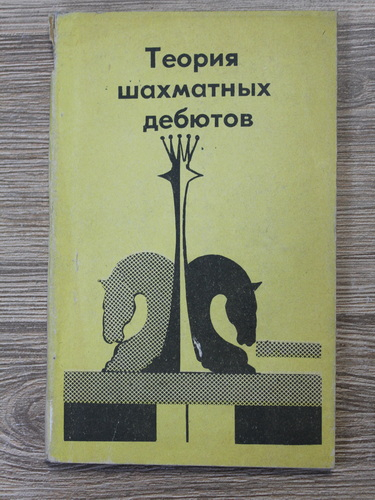 Теория
шахматных
дебютов